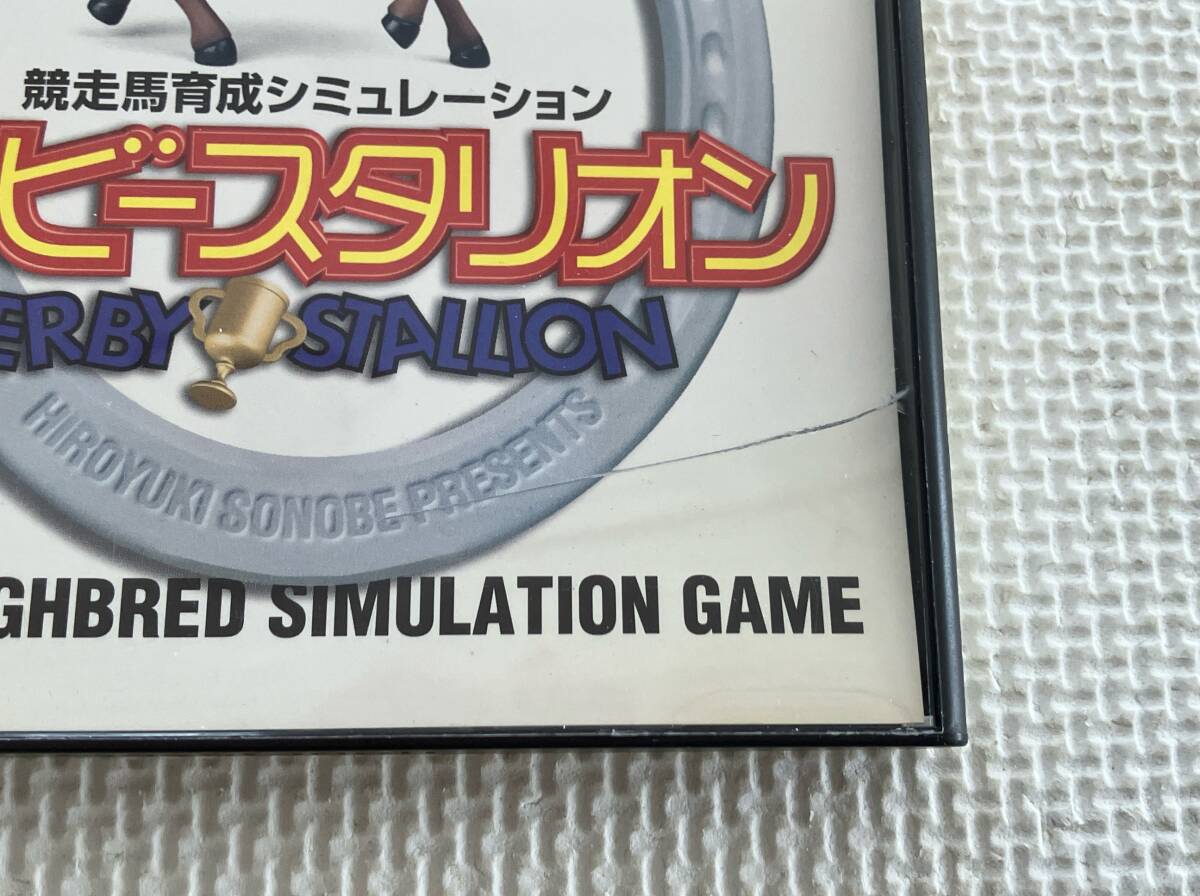 競走馬育成シミュレーション
ビースタリオン
ERBY STALLION
HIROYUKI SONOBE PRESENTS
GHBRED SIMULATION GAME